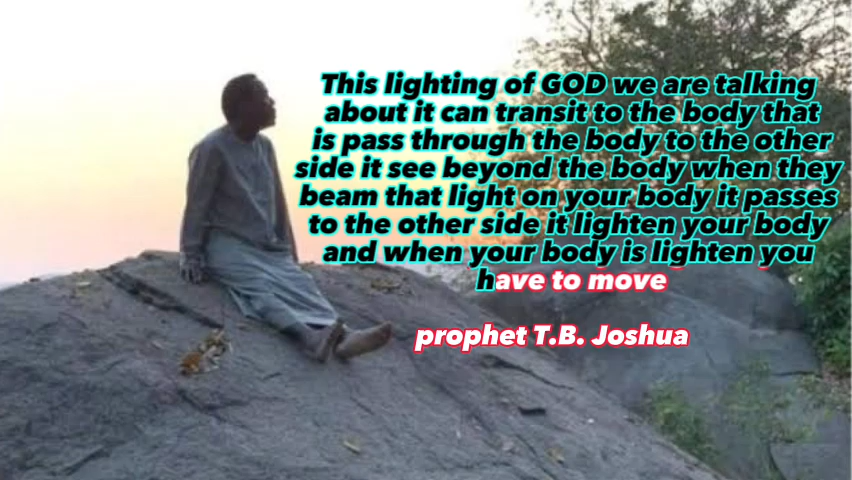 This lighting of GOD we are talking
about it can transit to the body that
is pass through the body to the other
side it see beyond the body when they
beam that light on your body it passes
to the other side it lighten your body
and when your body is lighten you
have to move
prophet T.B. Joshua